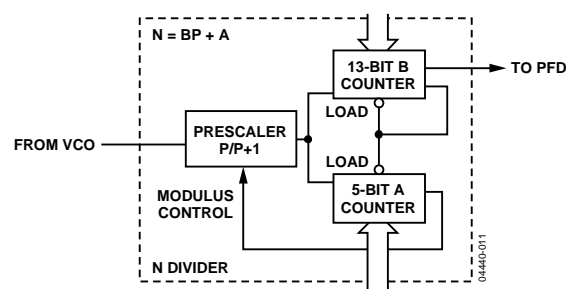 N = BP + A
13-BIT B
COUNTER
TO PFD
LOAD
PRESCALER
P/P+1
FROM VCO
LOAD
MODULUS
CONTROL
5-BIT A
COUNTER
N DIVIDER
04440-011